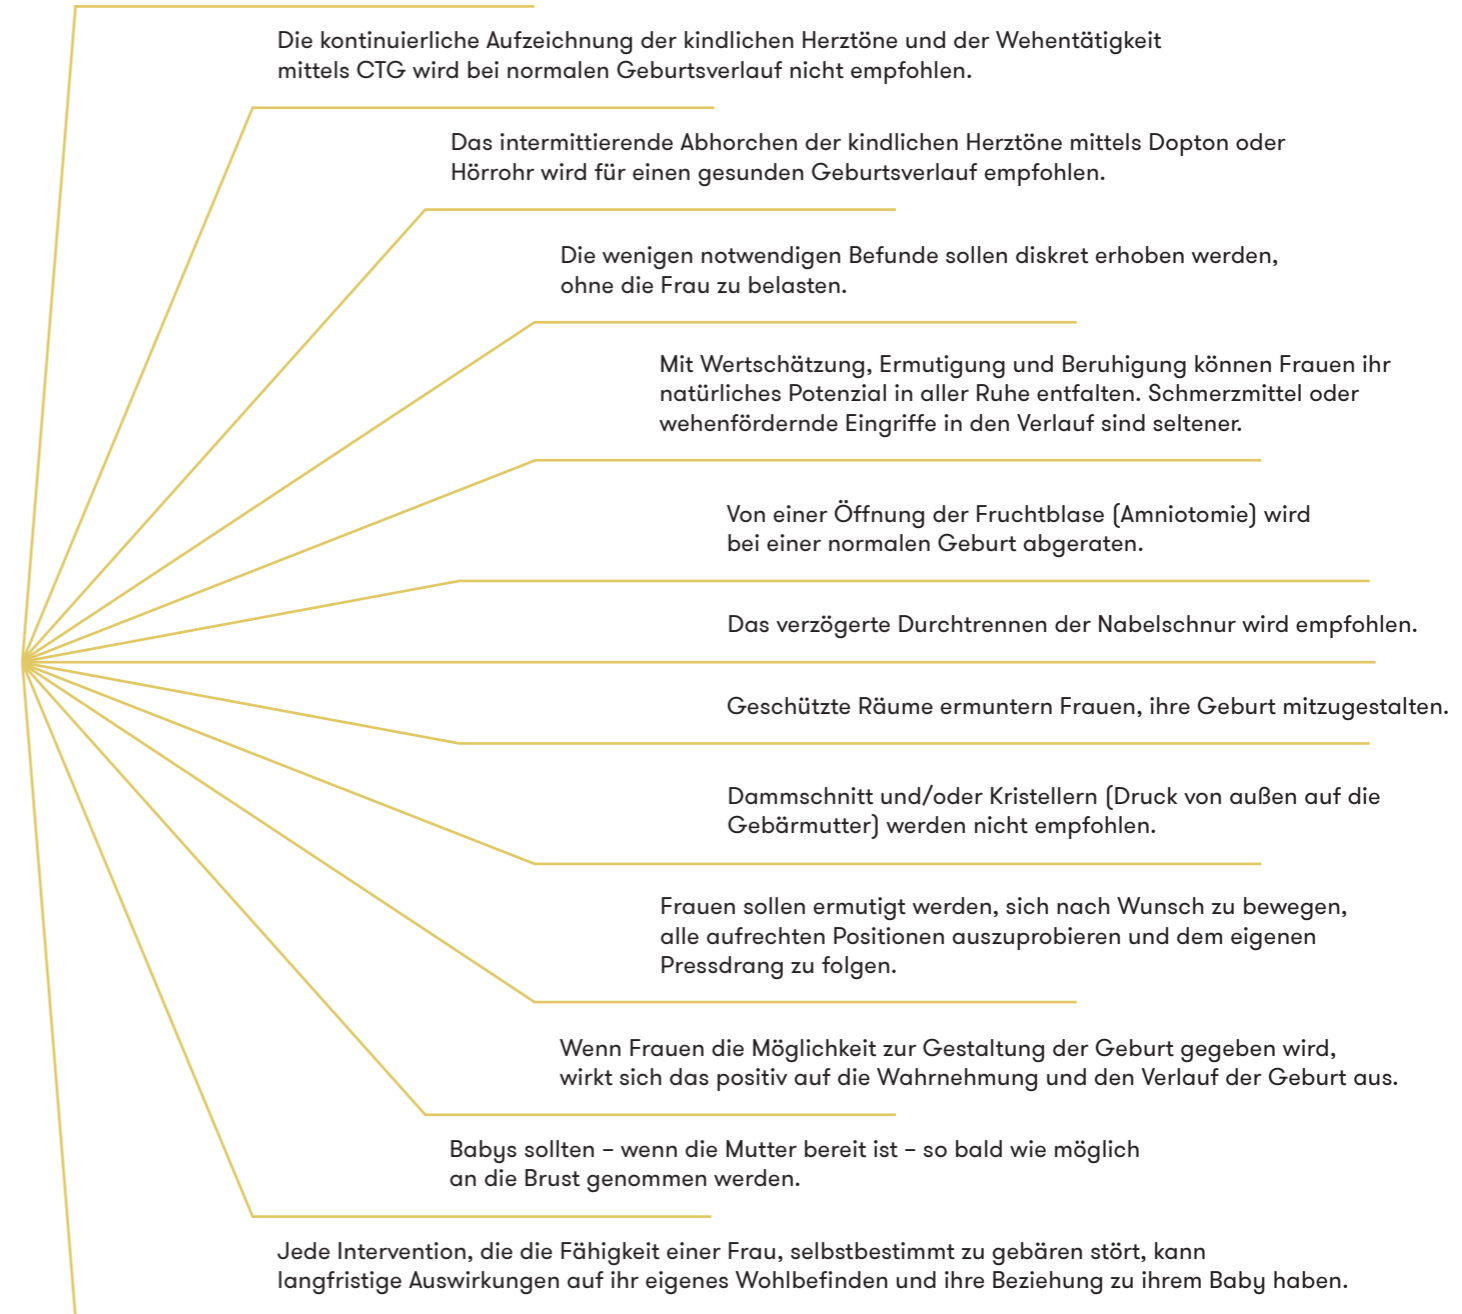 Die kontinuierliche Aufzeichnung der kindlichen Herztöne und der Wehentätigkeit
mittels CTG wird bei normalen Geburtsverlauf nicht empfohlen.
Das intermittierende Abhorchen der kindlichen Herztöne mittels Dopton oder
Hörrohr wird für einen gesunden Geburtsverlauf empfohlen.
Die wenigen notwendigen Befunde sollen diskret erhoben werden,
ohne die Frau zu belasten.
Mit Wertschätzung, Ermutigung und Beruhigung können Frauen ihr
natürliches Potenzial in aller Ruhe entfalten. Schmerzmittel oder
wehenfördernde Eingriffe in den Verlauf sind seltener.
Von einer Öffnung der Fruchtblase (Amniotomie) wird
bei einer normalen Geburt abgeraten.
Das verzögerte Durchtrennen der Nabelschnur wird empfohlen.
Geschützte Räume ermuntern Frauen, ihre Geburt mitzugestalten.
Dammschnitt und/oder Kristellern (Druck von außen auf die
Gebärmutter) werden nicht empfohlen.
Frauen sollen ermutigt werden, sich nach Wunsch zu bewegen,
alle aufrechten Positionen auszuprobieren und dem eigenen
Pressdrang zu folgen.
Wenn Frauen die Möglichkeit zur Gestaltung der Geburt gegeben wird,
wirkt sich das positiv auf die Wahrnehmung und den Verlauf der Geburt aus.
Babys sollten – wenn die Mutter bereit ist – so bald wie möglich
an die Brust genommen werden.
Jede Intervention, die die Fähigkeit einer Frau, selbstbestimmt zu gebären stört, kann
langfristige Auswirkungen auf ihr eigenes Wohlbefinden und ihre Beziehung zu ihrem Baby haben.